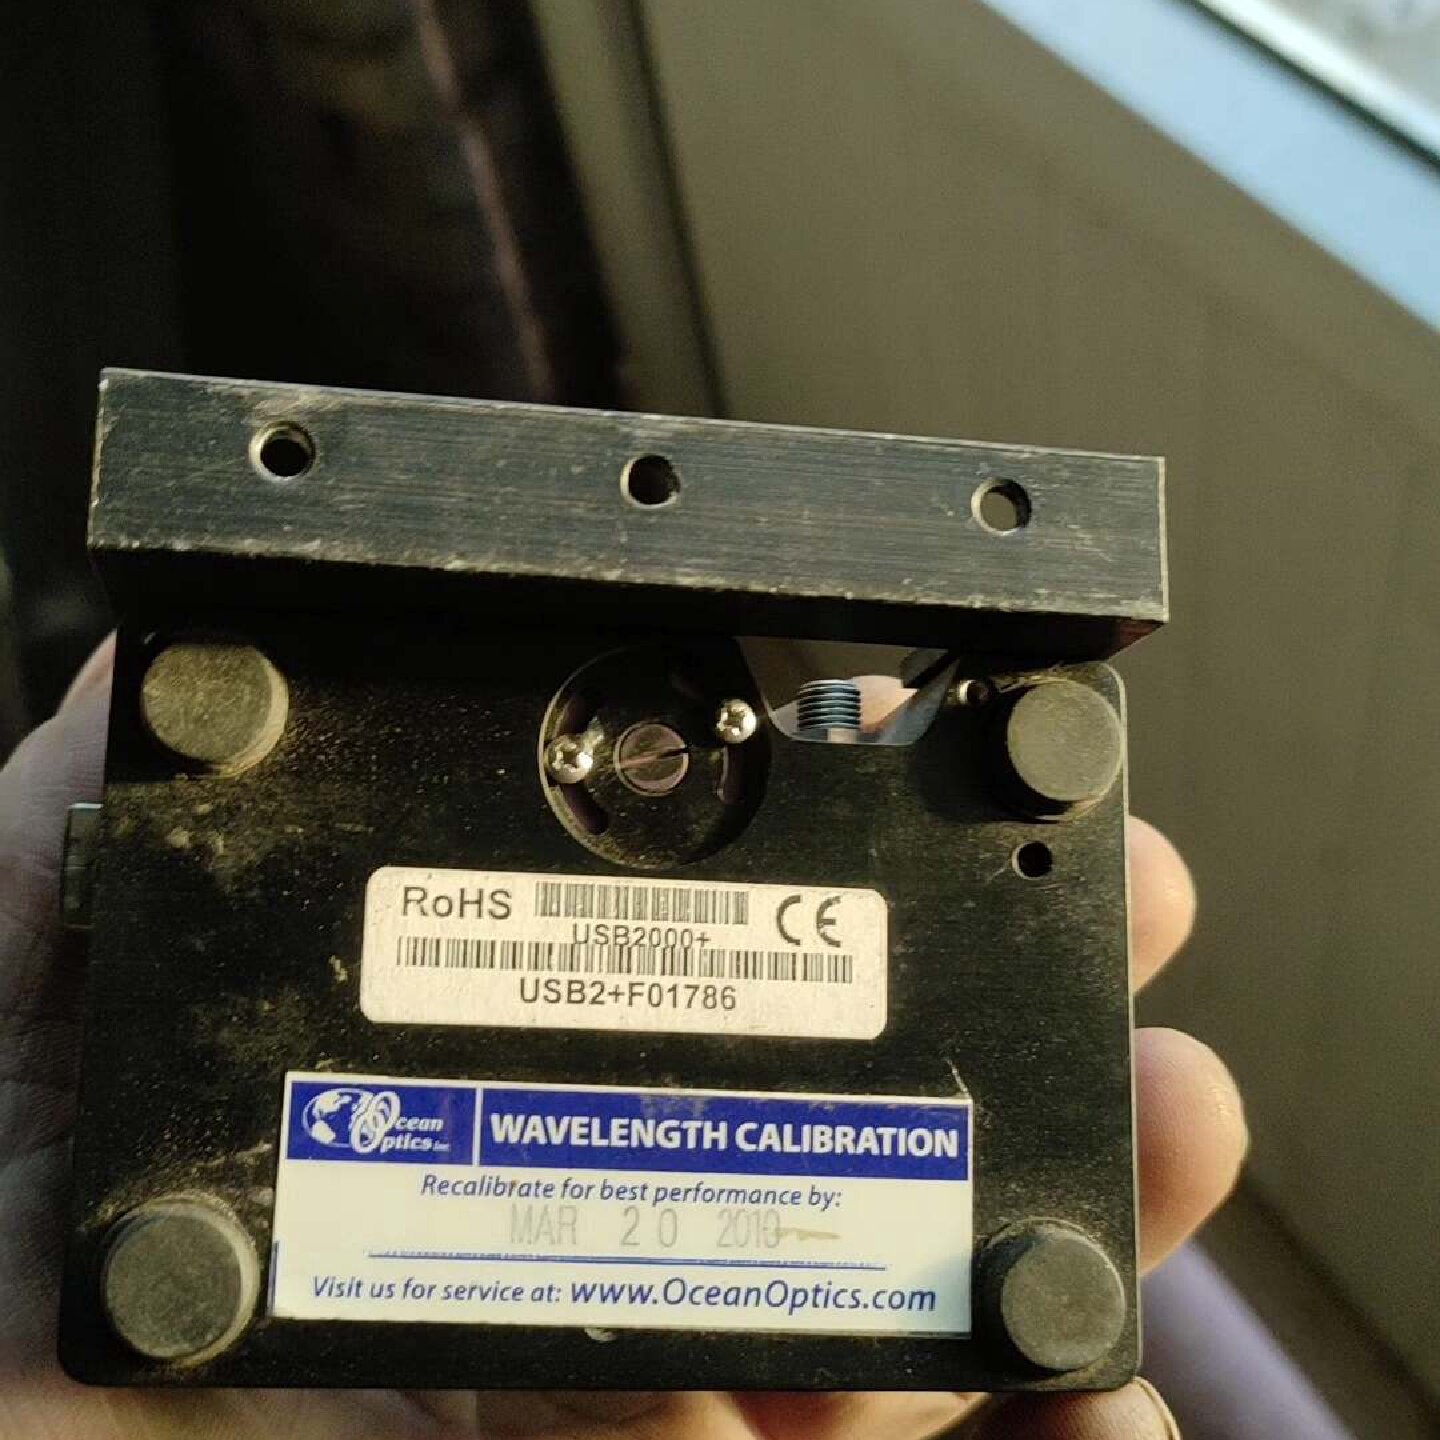 RoHS CE
USB2000+
USB2+F01786
Ocean Optics Inc. WAVELENGTH CALIBRATION
Recalibrate for best performance by:
MAR 20 2010
Visit us for service at: www.OceanOptics.com